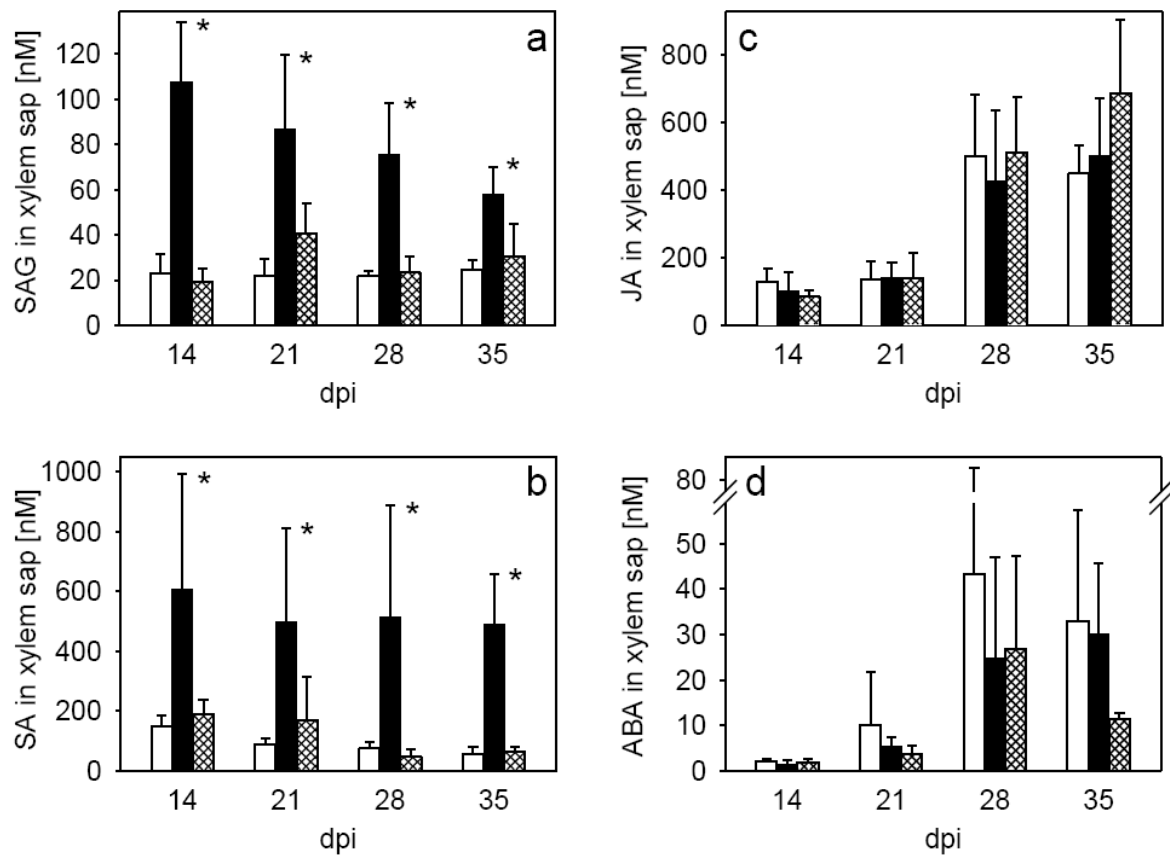 a
SAG in xylem sap [nM]
120
100
80
60
40
20
0
* * * *
14 21 28 35
dpi
c
JA in xylem sap [nM]
800
600
400
200
0
14 21 28 35
dpi
b
SA in xylem sap [nM]
1000
800
600
400
200
0
* * * *
14 21 28 35
dpi
d
ABA in xylem sap [nM]
80
50
40
30
20
10
0
14 21 28 35
dpi